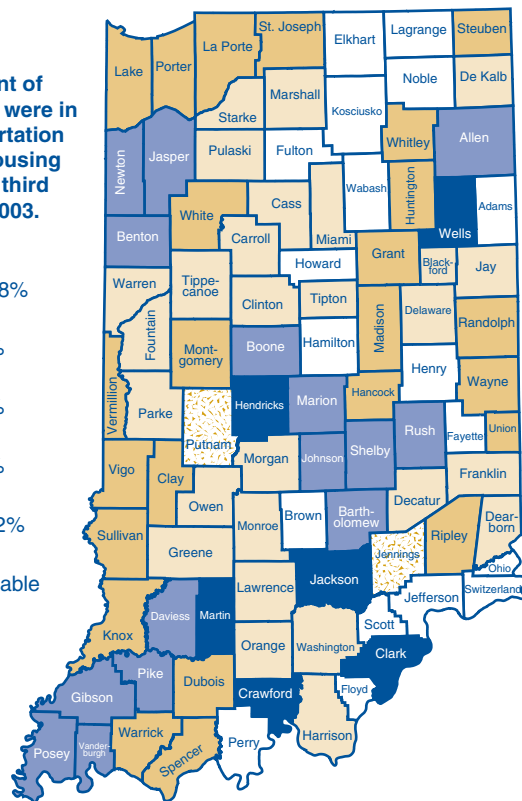 nt of
were in
rtation
ousing
third
003.
8%
%
%
%
2%
able
St. Joseph
Elkhart
Lagrange
Steuben
La Porte
Lake
Porter
Noble
De Kalb
Marshall
Kosciusko
Starke
Whitley
Allen
Newton
Jasper
Pulaski
Fulton
Wabash
Huntington
Adams
Wells
White
Cass
Miami
Benton
Carroll
Grant
Black-
ford
Jay
Howard
Warren
Tippe-
canoe
Clinton
Tipton
Madison
Delaware
Randolph
Fountain
Mont-
gomery
Boone
Hamilton
Henry
Wayne
Vermillion
Parke
Putnam
Hendricks
Marion
Hancock
Rush
Fayette
Union
Shelby
Johnson
Morgan
Vigo
Clay
Owen
Franklin
Decatur
Monroe
Brown
Barth-
olomew
Dear-
born
Ripley
Sullivan
Greene
Jennings
Ohio
Switzerland
Jefferson
Lawrence
Jackson
Daviess
Martin
Scott
Knox
Orange
Washington
Clark
Pike
Dubois
Crawford
Floyd
Gibson
Harrison
Warrick
Perry
Spencer
Posey
Vander-
burgh